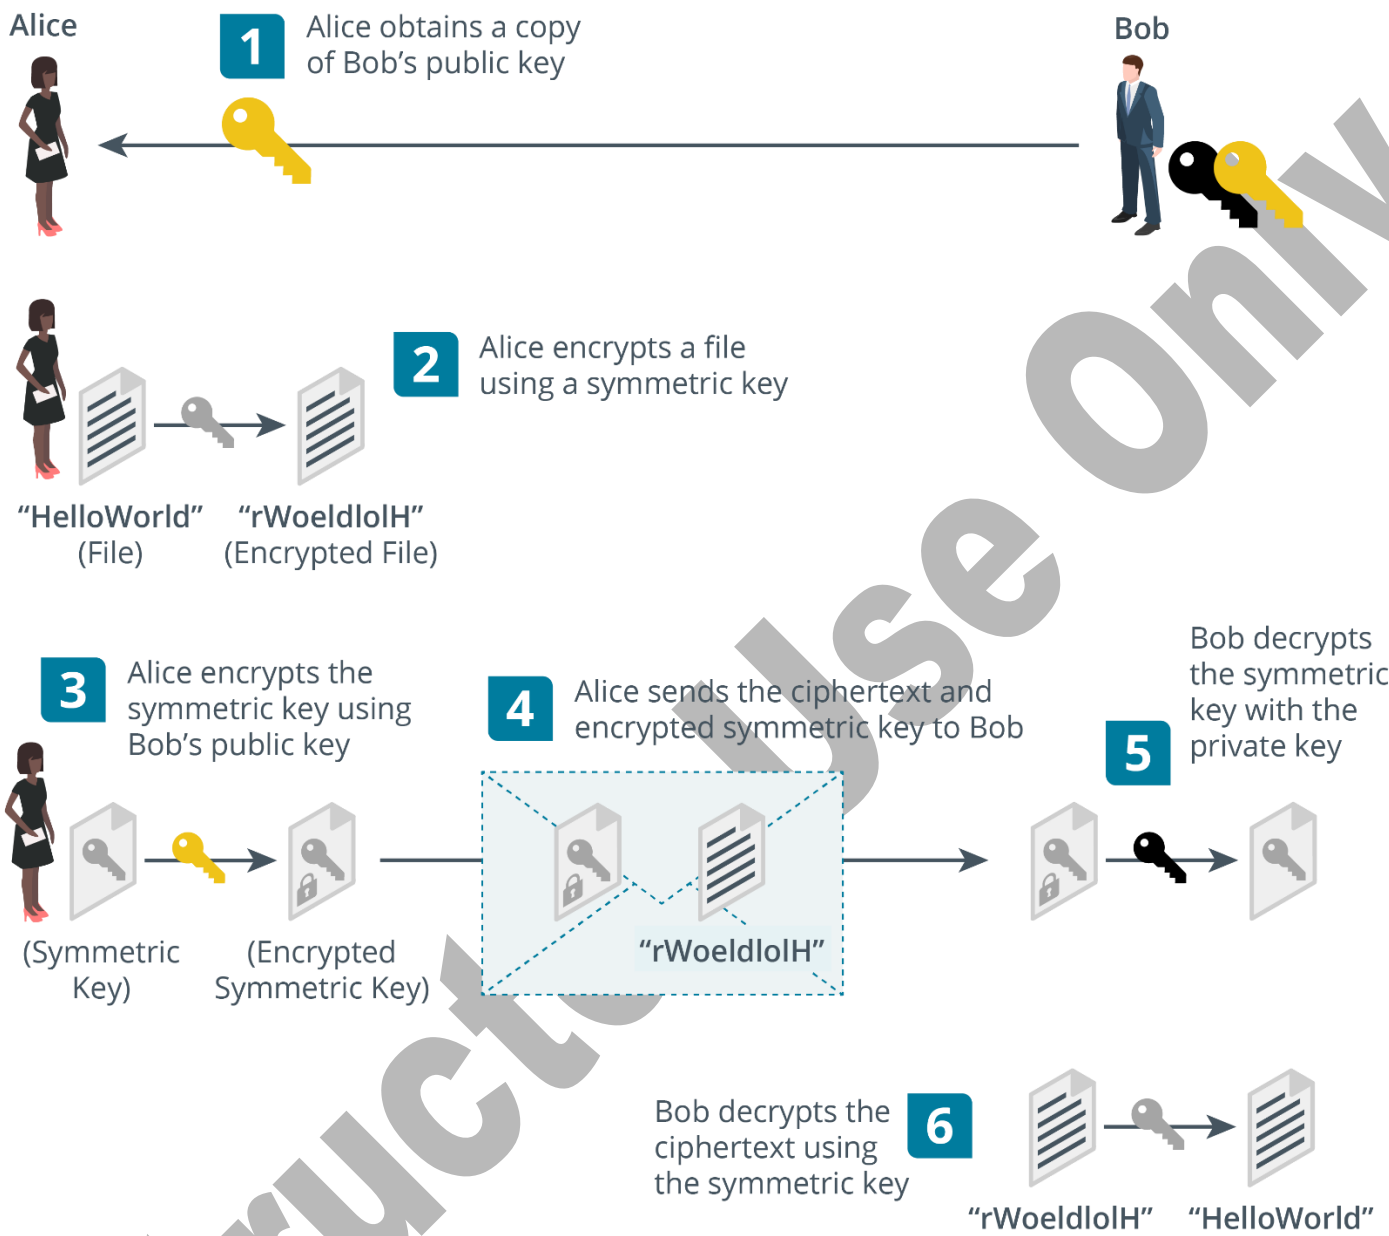 Alice
1
Alice obtains a copy
of Bob’s public key
Bob
2
Alice encrypts a file
using a symmetric key
“HelloWorld”
(File)
“rWoeldlolH”
(Encrypted File)
3
Alice encrypts the
symmetric key using
Bob’s public key
(Symmetric
Key)
(Encrypted
Symmetric Key)
4
Alice sends the ciphertext and
encrypted symmetric key to Bob
“rWoeldlolH”
5
Bob decrypts
the symmetric
key with the
private key
6
Bob decrypts the
ciphertext using
the symmetric key
“rWoeldlolH”
“HelloWorld”
Use Only